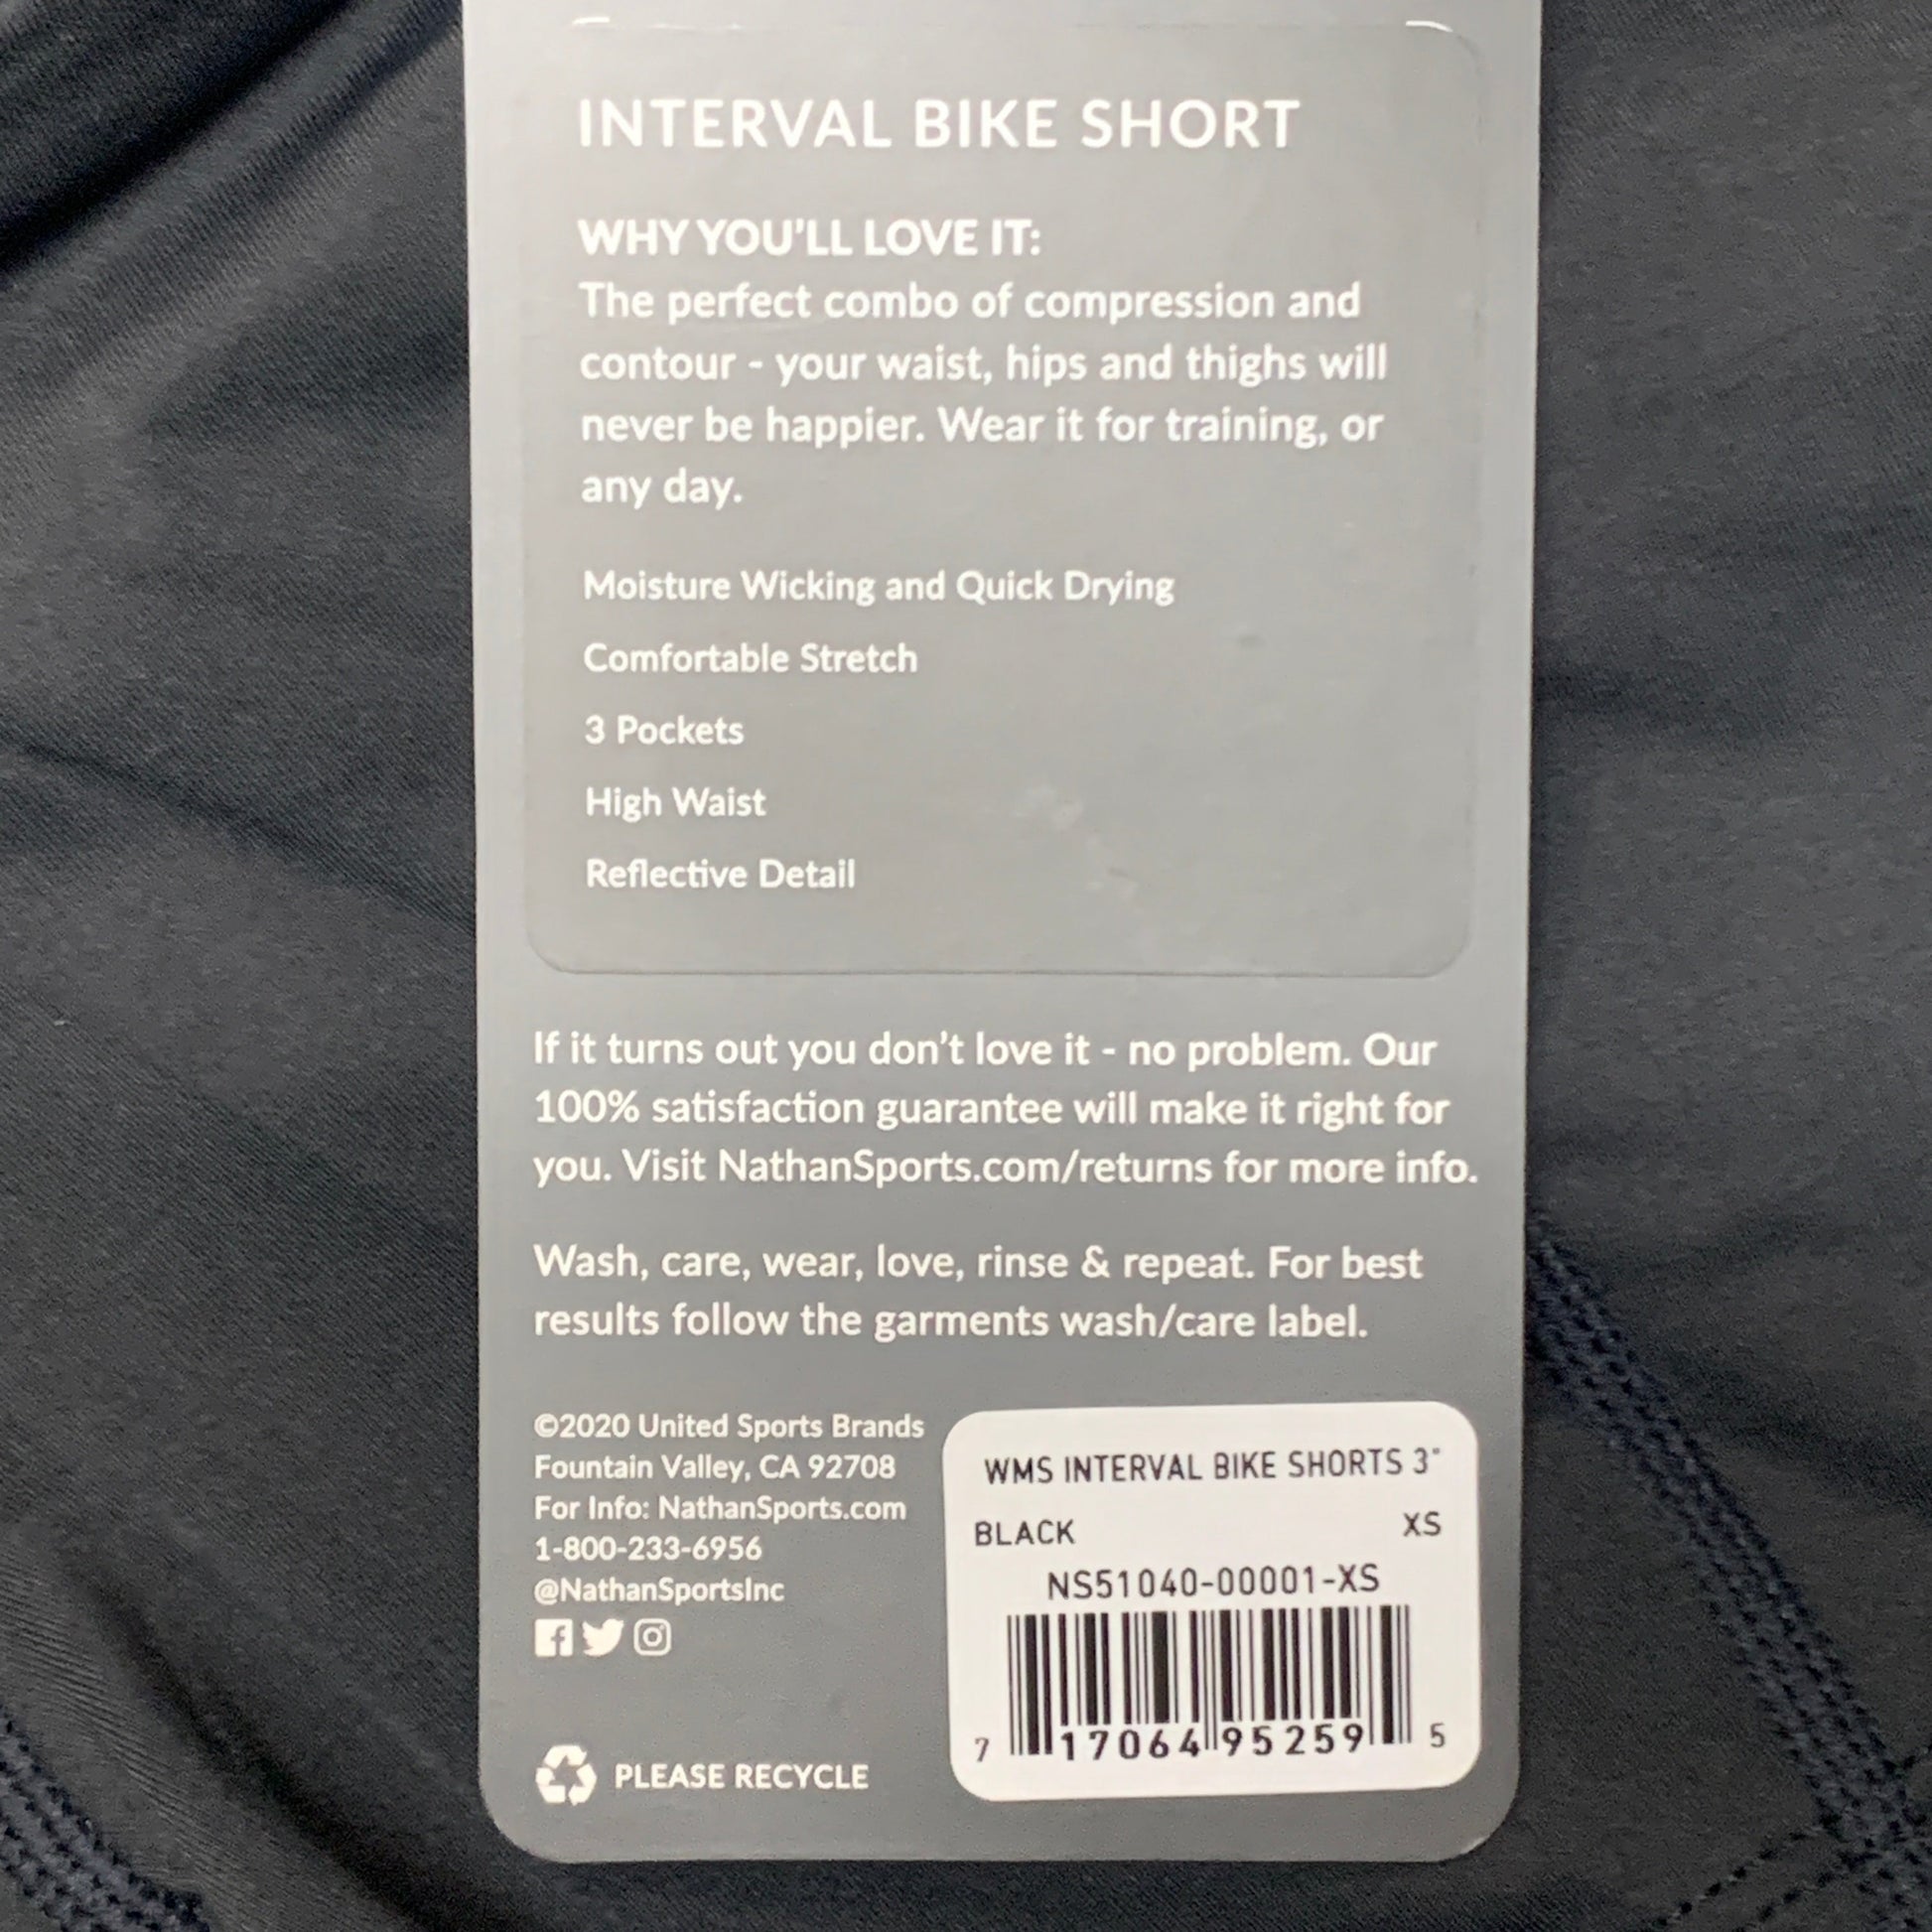 INTERVAL BIKE SHORT
WHY YOU'LL LOVE IT:
The perfect combo of compression and
contour - your waist, hips and thighs will
never be happier. Wear it for training, or
any day.
Moisture Wicking and Quick Drying
Comfortable Stretch
3 Pockets
High Waist
Reflective Detail
If it turns out you don't love it - no problem. Our
100% satisfaction guarantee will make it right for
you. Visit NathanSports.com/returns for more info.
Wash, care, wear, love, rinse & repeat. For best
results follow the garments wash/care label.
©2020 United Sports Brands
Fountain Valley, CA 92708
For Info: NathanSports.com
1-800-233-6956
@NathanSportsInc
PLEASE RECYCLE
WMS INTERVAL BIKE SHORTS 3"
BLACK XS
NS51040-00001-XS
7 17064 95259 5